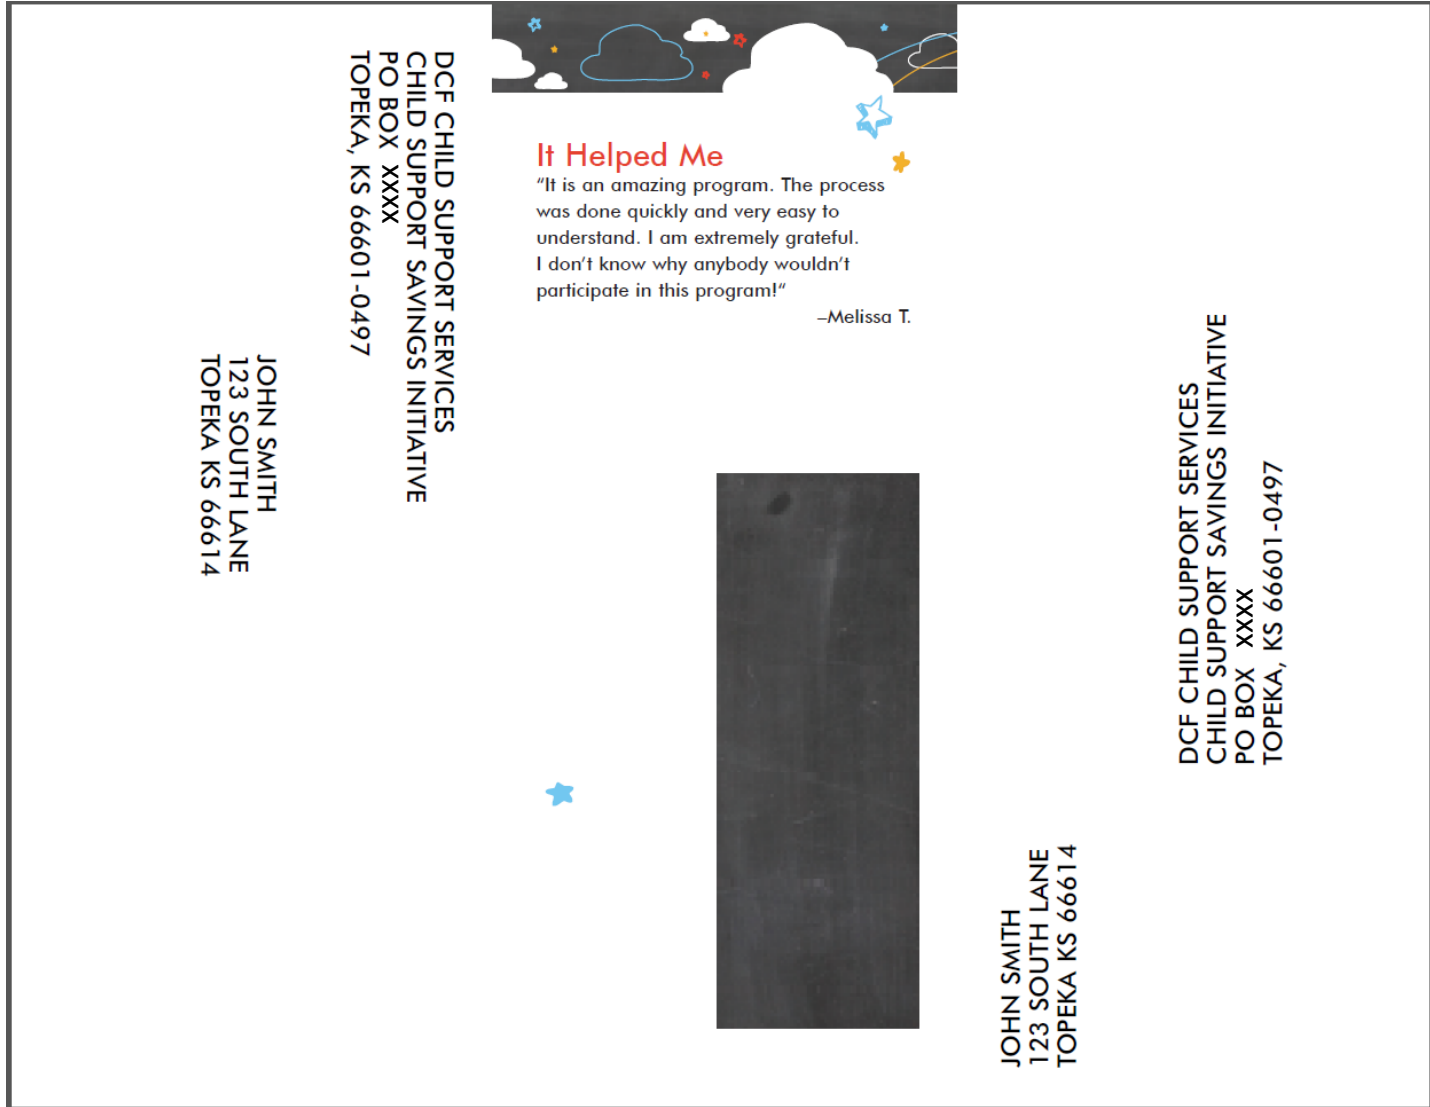 DCF CHILD SUPPORT SERVICES
CHILD SUPPORT SAVINGS INITIATIVE
PO BOX XXXX
TOPEKA, KS 66601-0497
JOHN SMITH
123 SOUTH LANE
TOPEKA KS 66614
It Helped Me
“It is an amazing program. The process
was done quickly and very easy to
understand. I am extremely grateful.
I don’t know why anybody wouldn’t
participate in this program!“
–Melissa T.
DCF CHILD SUPPORT SERVICES
CHILD SUPPORT SAVINGS INITIATIVE
PO BOX XXXX
TOPEKA, KS 66601-0497
JOHN SMITH
123 SOUTH LANE
TOPEKA KS 66614